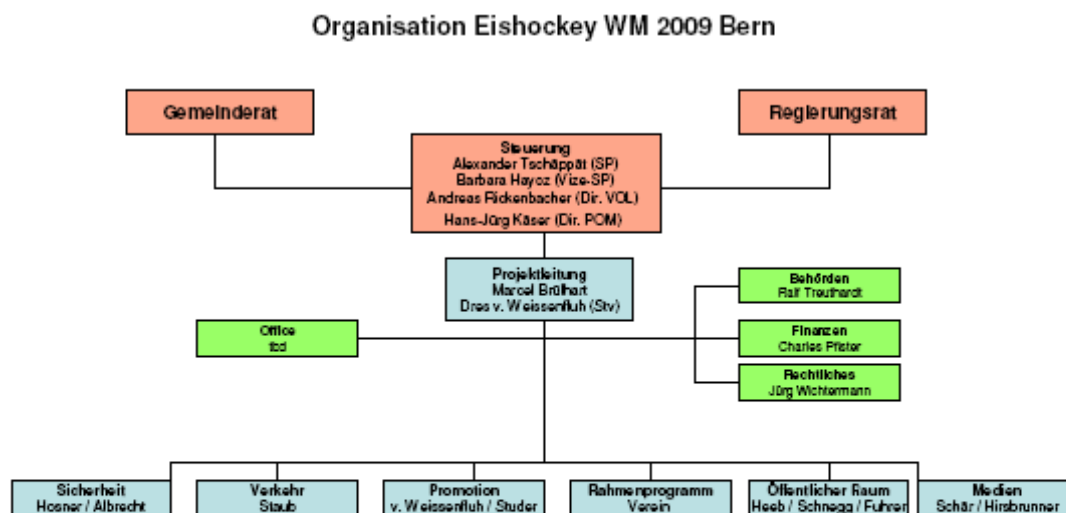 Organisation Eishockey WM 2009 Bern
Gemeinderat
Regierungsrat
Steuerung
Alexander Tschäppät (SP)
Barbara Hayoz (Vize-SP)
Andreas Rickenbacher (Dir. VOL)
Hans-Jürg Käser (Dir. POM)
Projektleitung
Marcel Brülhart
Dres v. Weissenfluh (Stv)
Behörden
Ralf Treuthardt
Office
tbd
Finanzen
Charles Pfister
Rechtliches
Jürg Wichtermann
Sicherheit
Hosner / Albrecht
Verkehr
Staub
Promotion
v. Weissenfluh / Studer
Rahmenprogramm
Verein
Öffentlicher Raum
Heeb / Schnegg / Fuhrer
Medien
Schär / Hirsbrunner